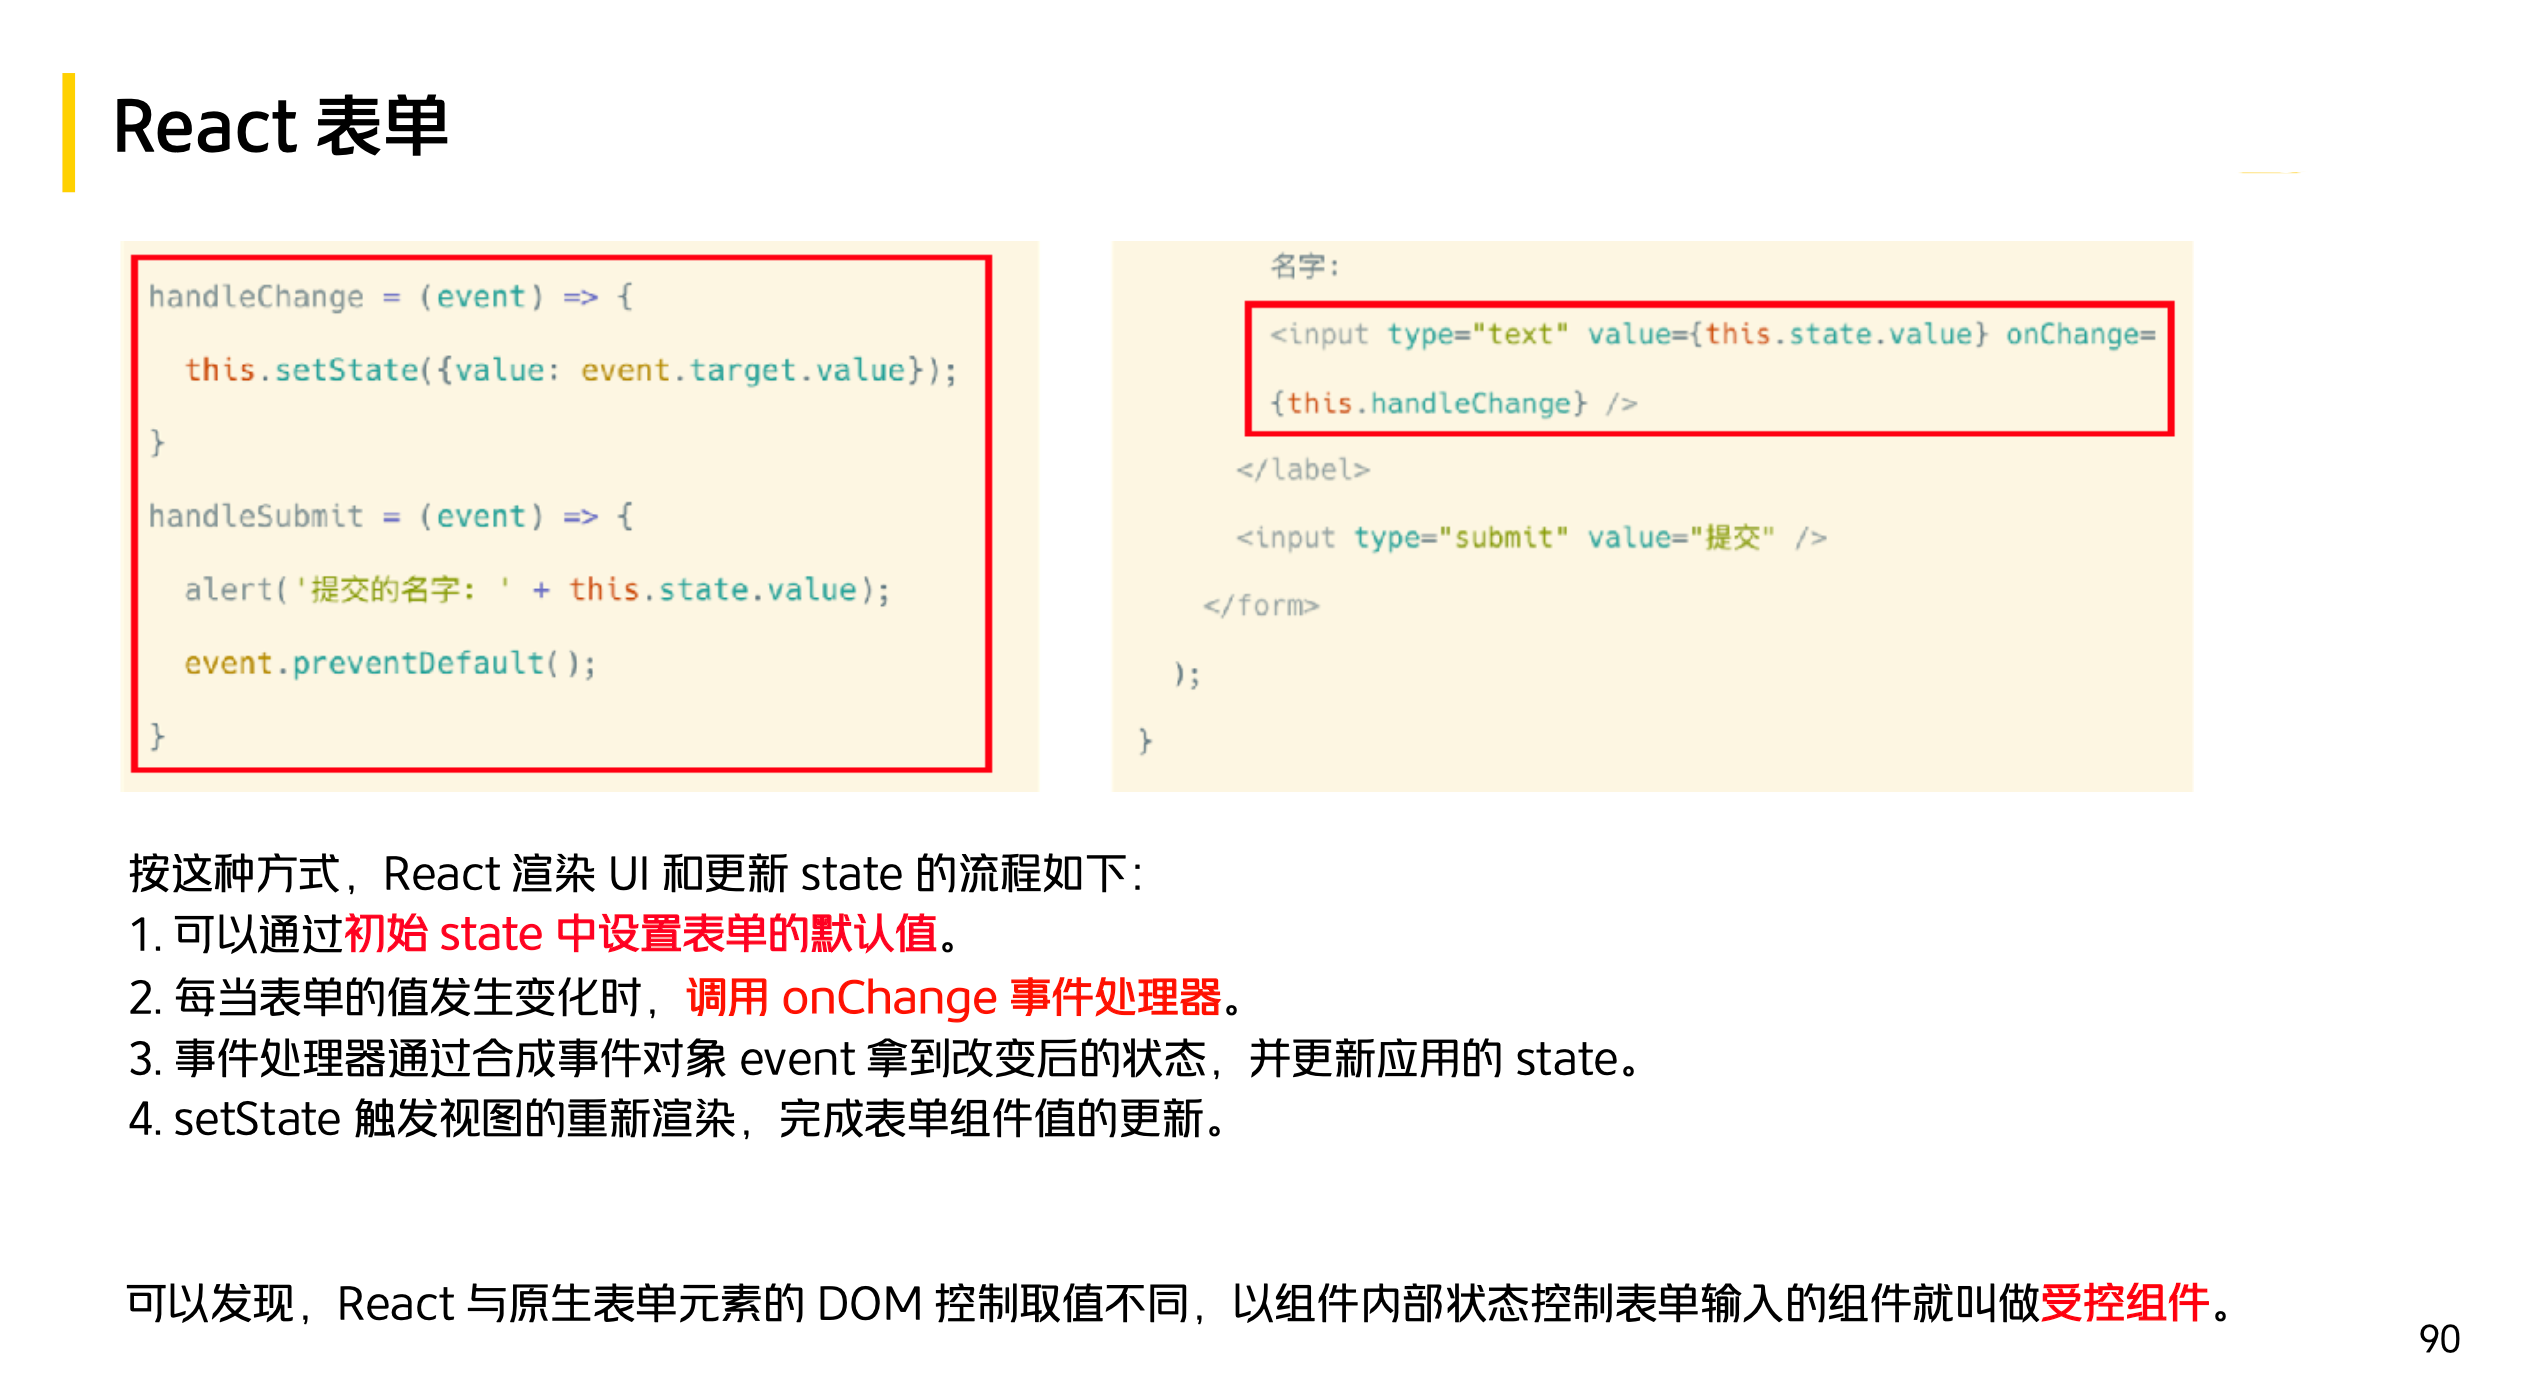 React 表单
handleChange = (event) => {
this.setState({value: event.target.value});
}
handleSubmit = (event) => {
alert('提交的名字: ' + this.state.value);
event.preventDefault();
}
名字:
<input type="text" value={this.state.value} onChange=
{this.handleChange} />
</label>
<input type="submit" value="提交" />
</form>
);
}
按这种方式，React 渲染 UI 和更新 state 的流程如下：
1. 可以通过初始 state 中设置表单的默认值。
2. 每当表单的值发生变化时，调用 onChange 事件处理器。
3. 事件处理器通过合成事件对象 event 拿到改变后的状态，并更新应用的 state。
4. setState 触发视图的重新渲染，完成表单组件值的更新。
可以发现，React 与原生表单元素的 DOM 控制取值不同，以组件内部状态控制表单输入的组件就叫做受控组件。
90